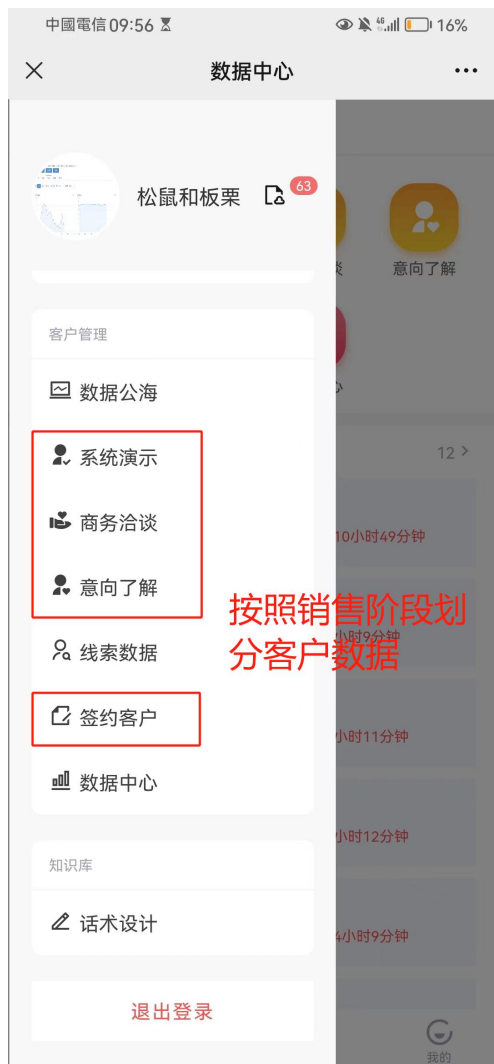 中國電信09:56
16%
数据中心
松鼠和板栗
63
意向了解
客户管理
数据公海
系统演示
12
商务洽谈
10小时49分钟
意向了解
按照销售阶段划
分客户数据
小时9分钟
线索数据
签约客户
小时11分钟
数据中心
小时12分钟
知识库
话术设计
4小时9分钟
退出登录
我的